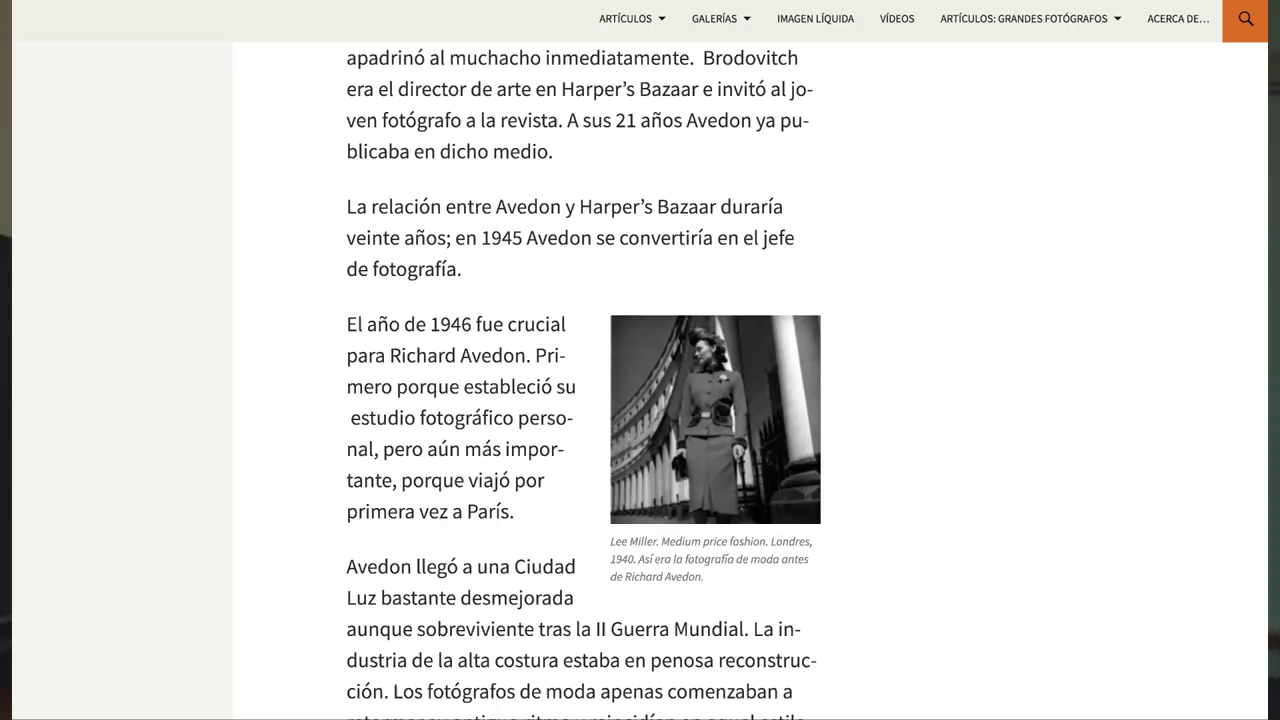 ARTÍCULOS GALERÍAS IMAGEN LÍQUIDA VÍDEOS ARTÍCULOS: GRANDES FOTÓGRAFOS ACERCA DE...
apadrinó al muchacho inmediatamente. Brodovitch
era el director de arte en Harper’s Bazaar e invitó al jo-
ven fotógrafo a la revista. A sus 21 años Avedon ya pu-
blicaba en dicho medio.
La relación entre Avedon y Harper’s Bazaar duraría
veinte años; en 1945 Avedon se convertiría en el jefe
de fotografía.
El año de 1946 fue crucial
para Richard Avedon. Pri-
mero porque estableció su
estudio fotográfico perso-
nal, pero aún más impor-
tante, porque viajó por
primera vez a París.
Lee Miller. Medium price fashion. Londres,
1940. Así era la fotografía de moda antes
de Richard Avedon.
Avedon llegó a una Ciudad
Luz bastante desmejorada
aunque sobreviviente tras la II Guerra Mundial. La in-
dustria de la alta costura estaba en penosa reconstruc-
ción. Los fotógrafos de moda apenas comenzaban a